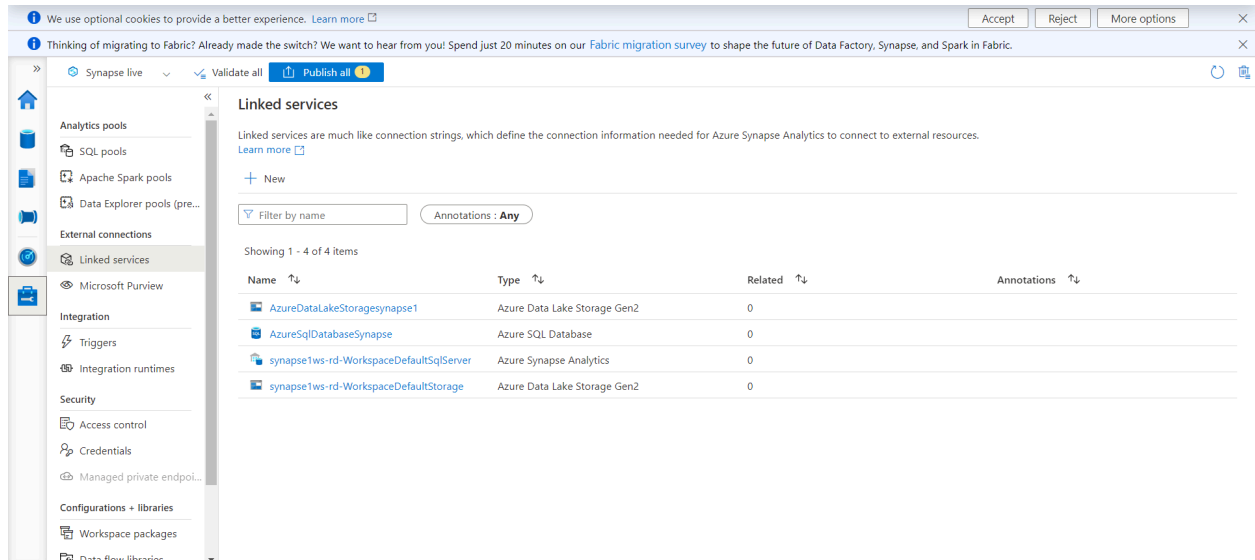 We use optional cookies to provide a better experience. Learn more
Accept
Reject
More options
Thinking of migrating to Fabric? Already made the switch? We want to hear from you! Spend just 20 minutes on our Fabric migration survey to shape the future of Data Factory, Synapse, and Spark in Fabric.
Synapse live
Validate all
Publish all 1
Analytics pools
SQL pools
Apache Spark pools
Data Explorer pools (pre...
External connections
Linked services
Microsoft Purview
Integration
Triggers
Integration runtimes
Security
Access control
Credentials
Managed private endpoi...
Configurations + libraries
Workspace packages
Data flow libraries
Linked services
Linked services are much like connection strings, which define the connection information needed for Azure Synapse Analytics to connect to external resources.
Learn more
New
Filter by name
Annotations : Any
Showing 1 - 4 of 4 items
Name Type Related Annotations
AzureDataLakeStoragesynapse1 Azure Data Lake Storage Gen2 0
SQL AzureSqlDatabaseSynapse Azure SQL Database 0
synapse1ws-rd-WorkspaceDefaultSqlServer Azure Synapse Analytics 0
synapse1ws-rd-WorkspaceDefaultStorage Azure Data Lake Storage Gen2 0